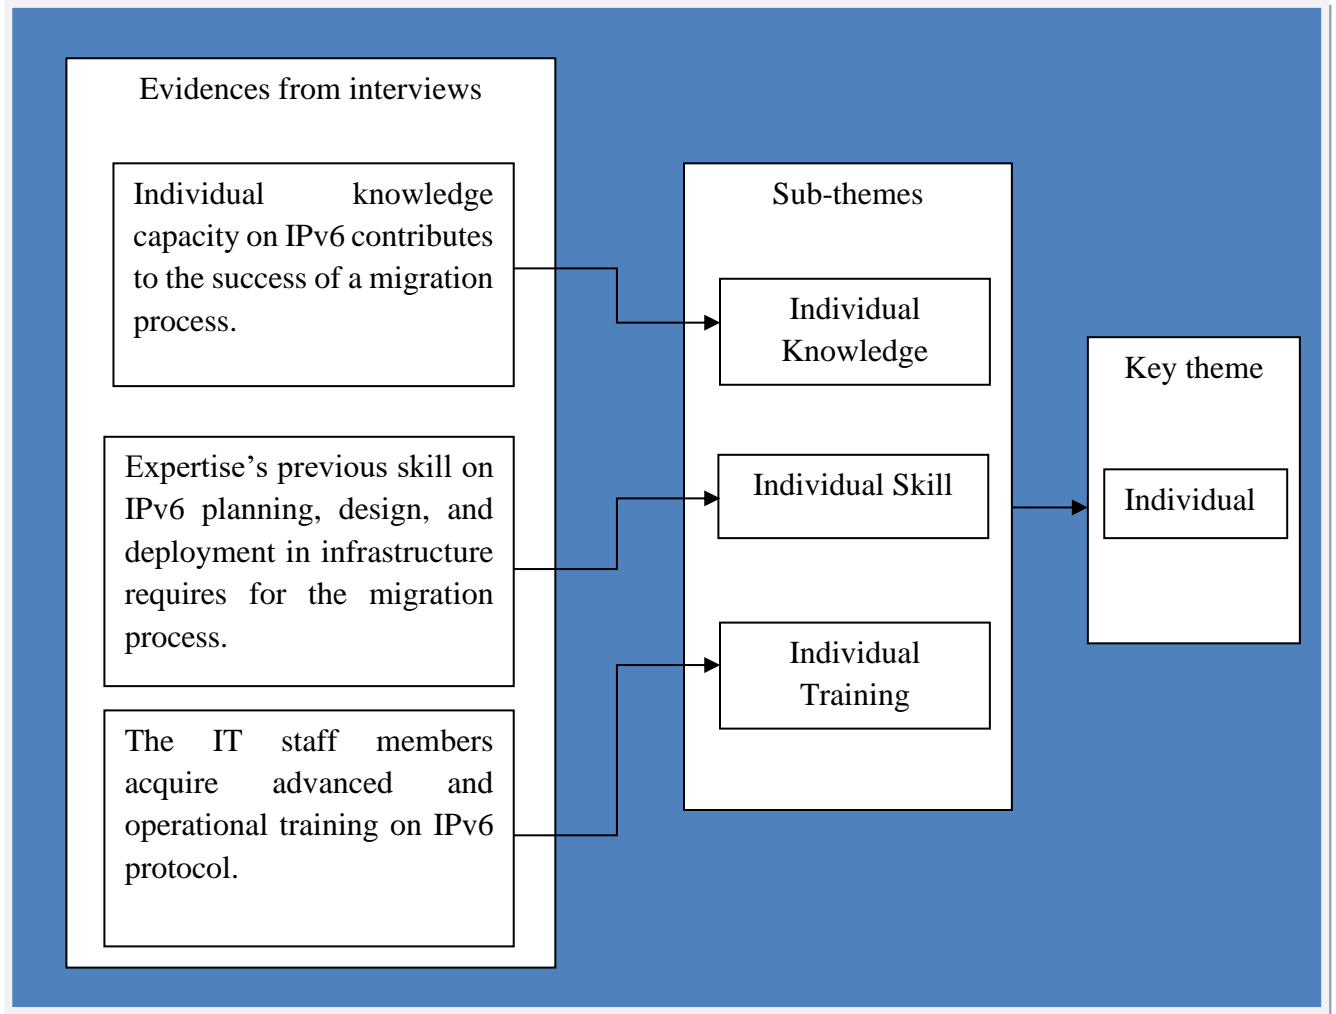 Evidences from interviews
Individual knowledge
capacity on IPv6 contributes
to the success of a migration
process.
Expertise’s previous skill on
IPv6 planning, design, and
deployment in infrastructure
requires for the migration
process.
The IT staff members
acquire advanced and
operational training on IPv6
protocol.
Sub-themes
Individual
Knowledge
Individual Skill
Individual
Training
Key theme
Individual